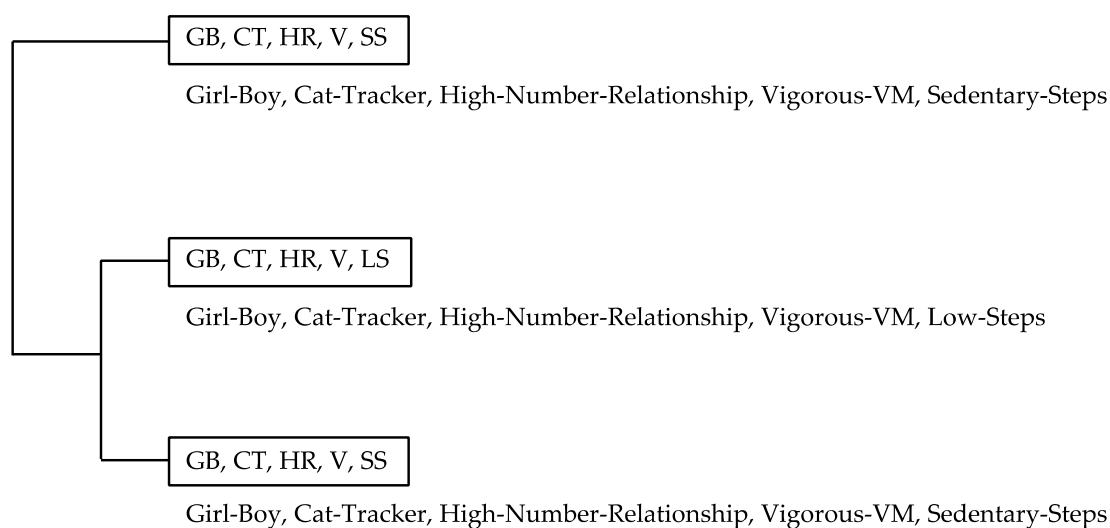 GB, CT, HR, V, SS
Girl-Boy, Cat-Tracker, High-Number-Relationship, Vigorous-VM, Sedentary-Steps
GB, CT, HR, V, LS
Girl-Boy, Cat-Tracker, High-Number-Relationship, Vigorous-VM, Low-Steps
GB, CT, HR, V, SS
Girl-Boy, Cat-Tracker, High-Number-Relationship, Vigorous-VM, Sedentary-Steps